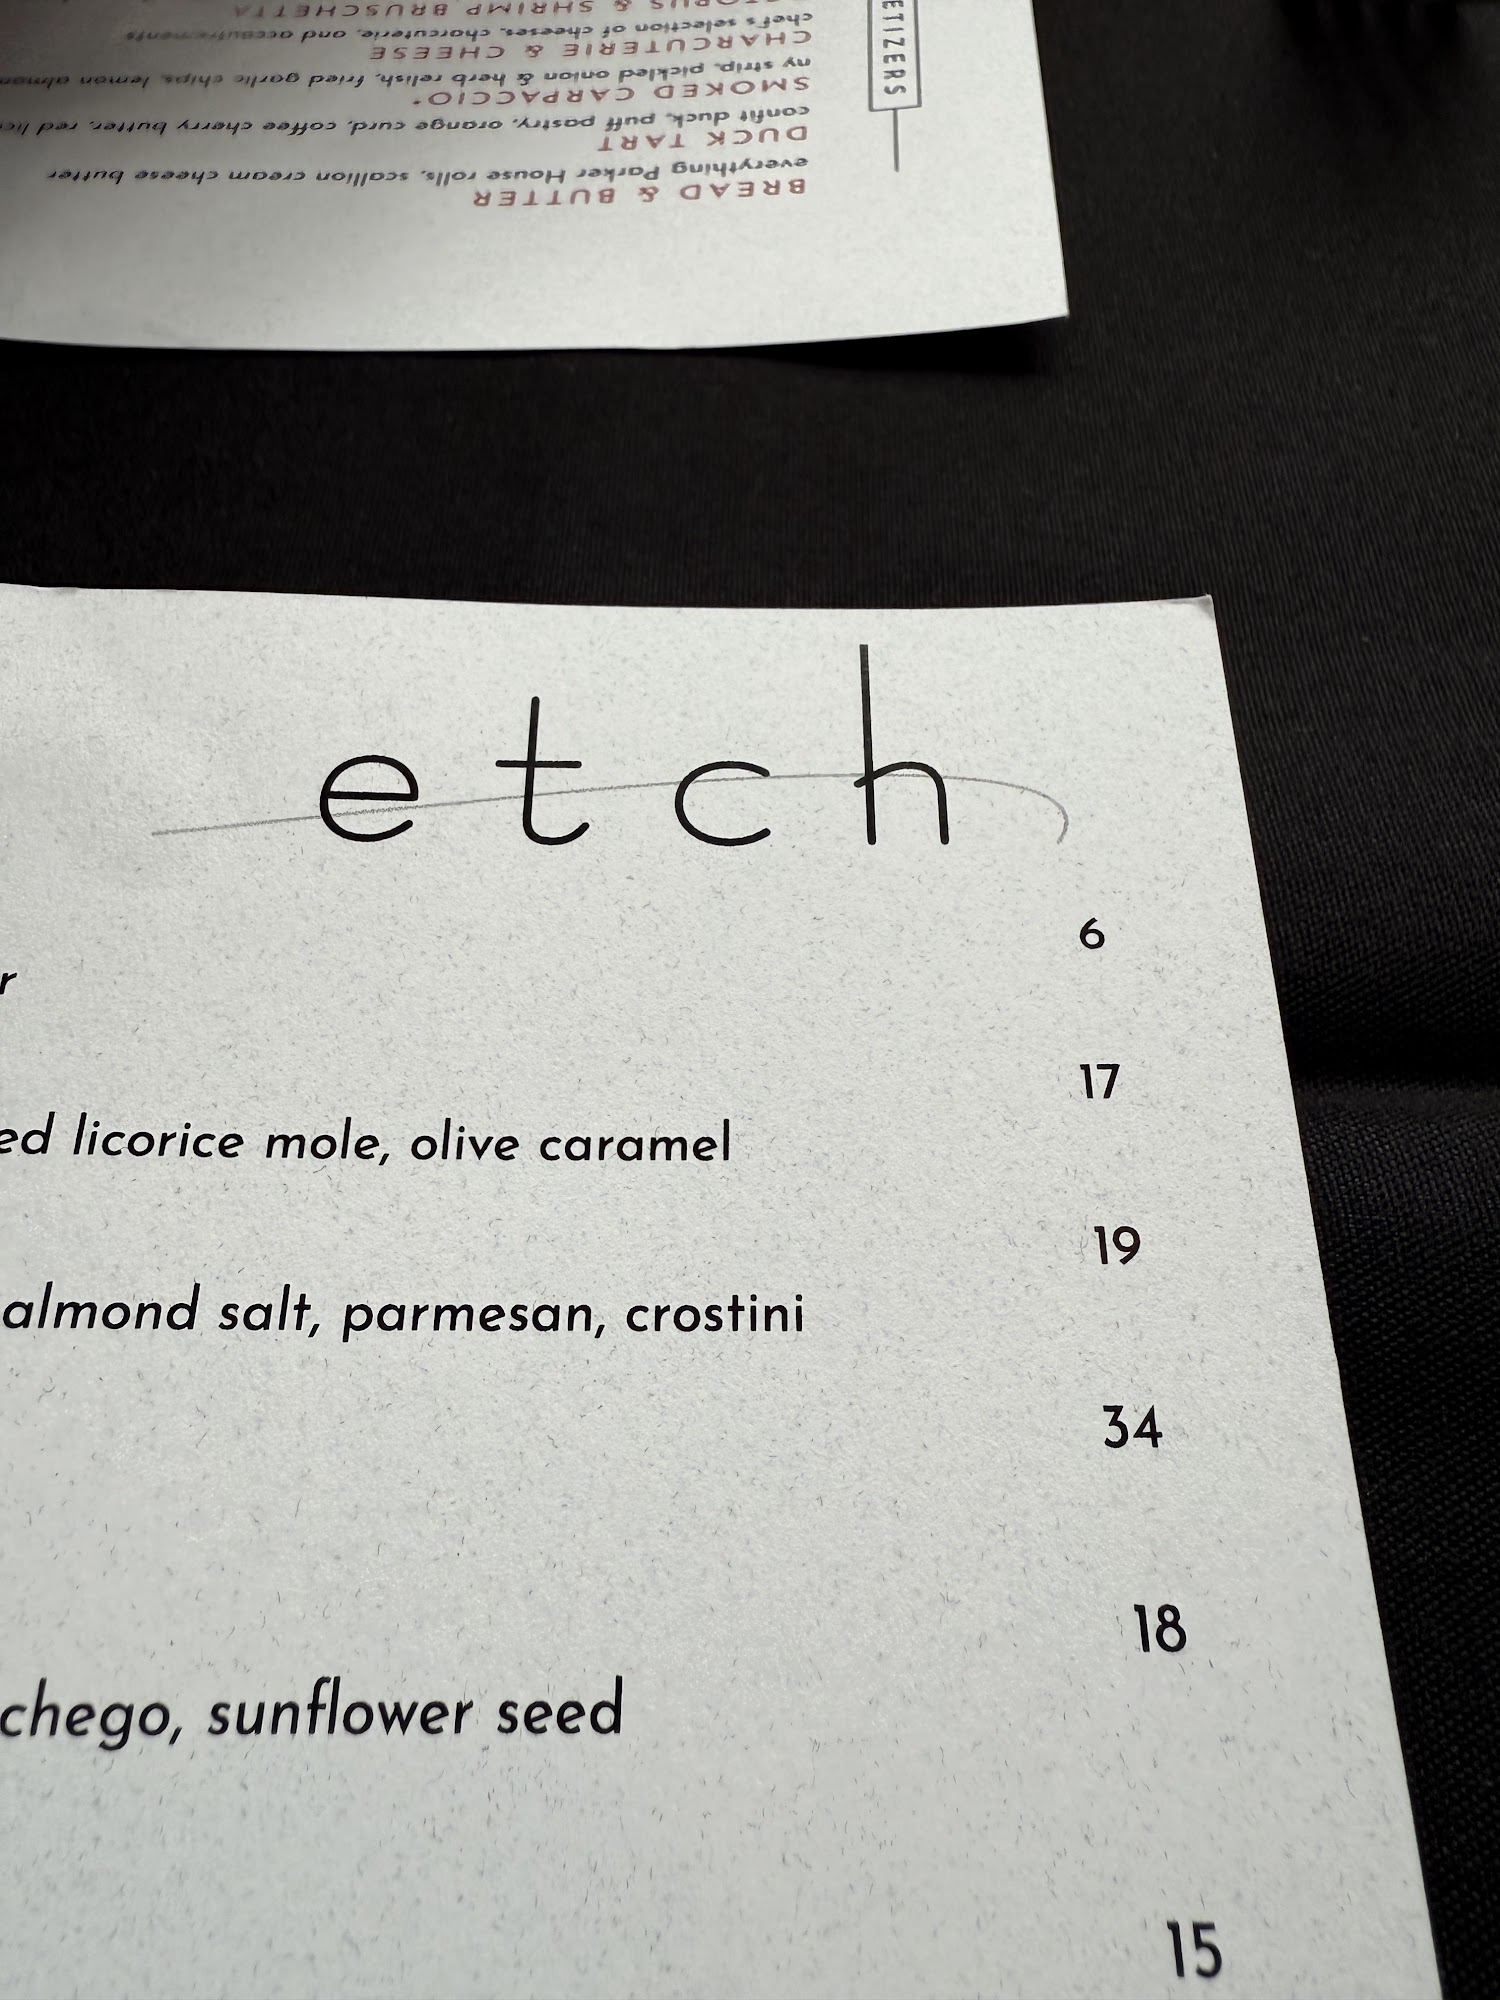 BREAD & BUTTER
everything Parker House rolls, scallion cream cheese butter
DUCK TART
confit duck, puff pastry, orange curd, coffee cherry butter, red
SMOKED CARPACCIO*
ny strip, pickled onion & herb relish, fried garlic chips, lemon almon
CHARCUTERIE & CHEESE
chef's selection of cheeses, charcuterie, and accoutrements
& SHRIMP BRUSCHETTA
ETIZERS
etch
6
r
17
ed licorice mole, olive caramel
19
almond salt, parmesan, crostini
34
18
chego, sunflower seed
15